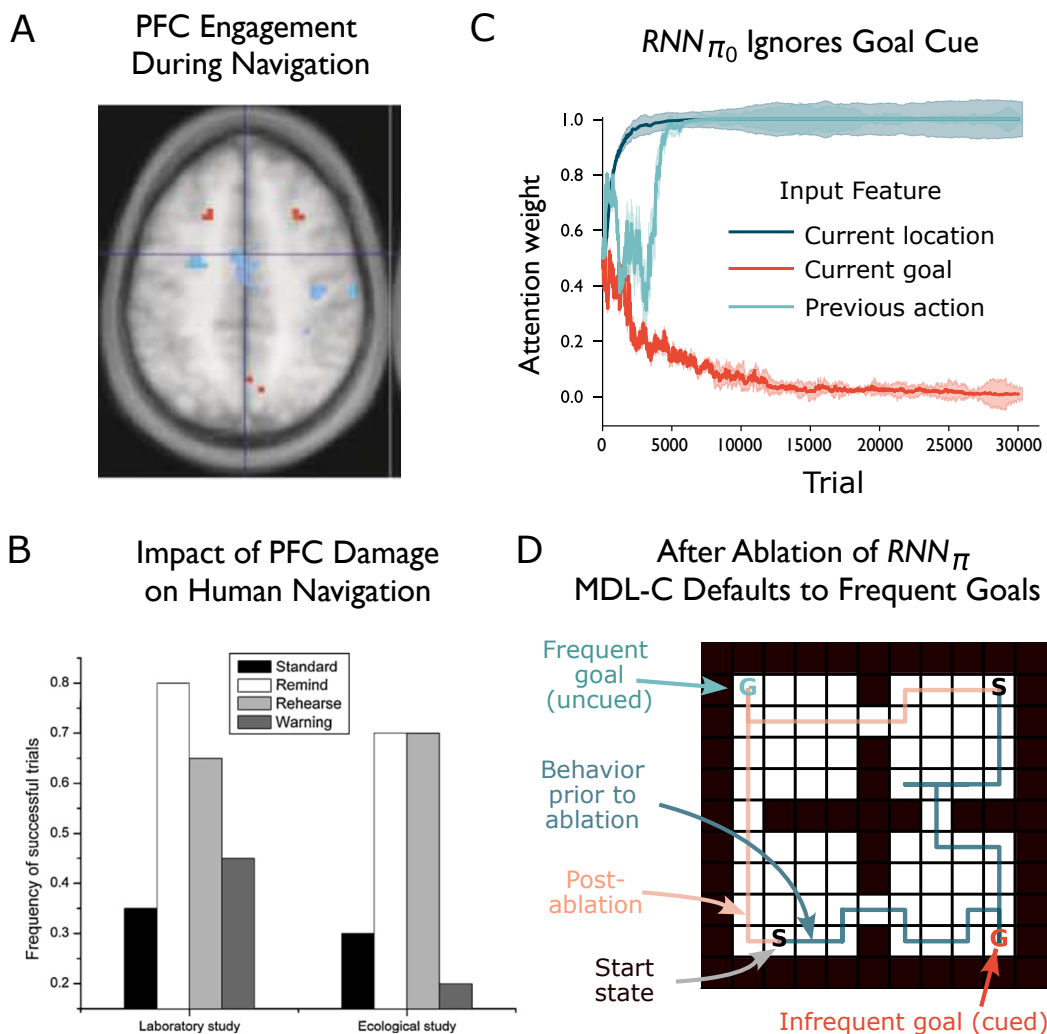 A
PFC Engagement
During Navigation
B
Impact of PFC Damage
on Human Navigation
Frequency of successful trials
0.8
0.7
0.6
0.5
0.4
0.3
0.2
Standard
Remind
Rehearse
Warning
Laboratory study
Ecological study
C
RNNπ0 Ignores Goal Cue
Attention weight
1.0
0.8
0.6
0.4
0.2
0.0
Input Feature
Current location
Current goal
Previous action
0
5000
10000
15000
20000
25000
30000
Trial
D
After Ablation of RNNπ
MDL-C Defaults to Frequent Goals
Frequent
goal
(uncued)
G
S
Behavior
prior to
ablation
Post-
ablation
S
G
Start
state
Infrequent goal (cued)